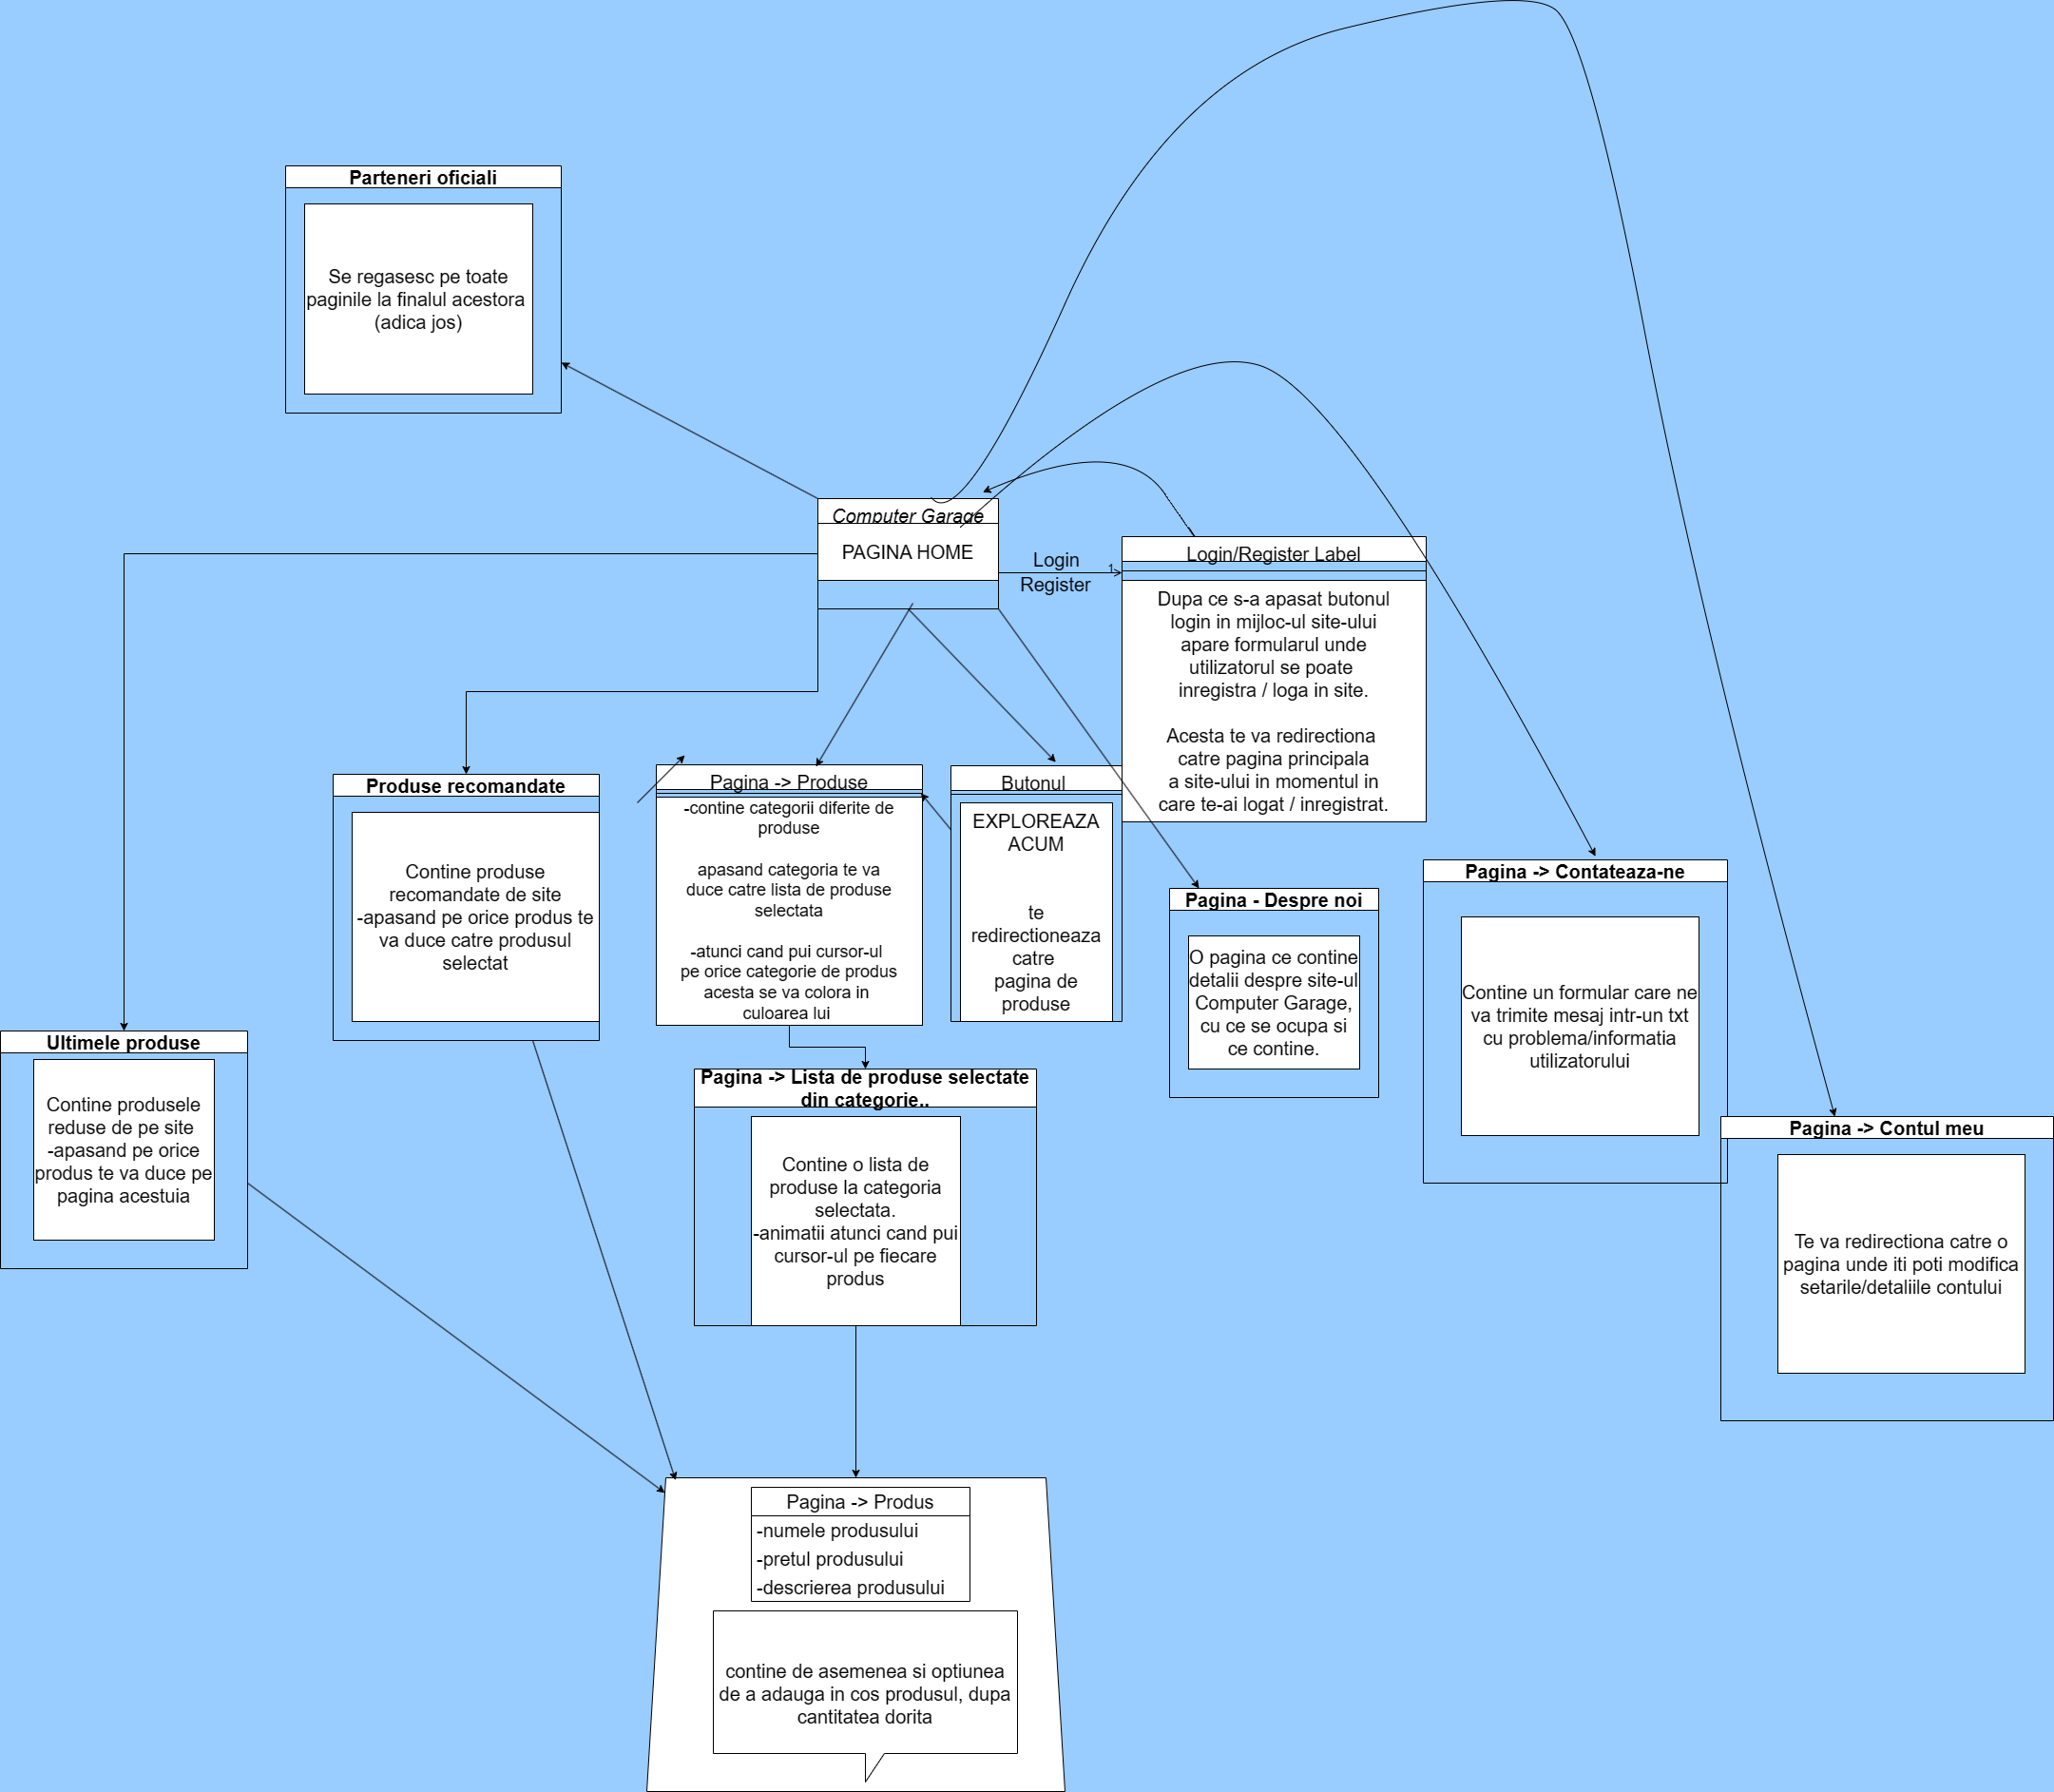 Parteneri oficiali
Se regasesc pe toate
paginile la finalul acestora
(adica jos)
Computer Garage
PAGINA HOME
Login
Register
1
Login/Register Label
Dupa ce s-a apasat butonul
login in mijloc-ul site-ului
apare formularul unde
utilizatorul se poate
inregistra / loga in site.
Acesta te va redirectiona
catre pagina principala
a site-ului in momentul in
care te-ai logat / inregistrat.
Produse recomandate
Contine produse
recomandate de site
-apasand pe orice produs te
va duce catre produsul
selectat
Pagina -> Produse
-contine categorii diferite de
produse
apasand categoria te va
duce catre lista de produse
selectata
-atunci cand pui cursor-ul
pe orice categorie de produs
acesta se va colora in
culoarea lui
Butonul
EXPLOREAZA
ACUM
te
redirectioneaza
catre
pagina de
produse
Pagina - Despre noi
O pagina ce contine
detalii despre site-ul
Computer Garage,
cu ce se ocupa si
ce contine.
Pagina -> Contateaza-ne
Contine un formular care ne
va trimite mesaj intr-un txt
cu problema/informatia
utilizatorului
Ultimele produse
Contine produsele
reduse de pe site
-apasand pe orice
produs te va duce pe
pagina acestuia
Pagina -> Lista de produse selectate
din categorie..
Contine o lista de
produse la categoria
selectata.
-animatii atunci cand pui
cursor-ul pe fiecare
produs
Pagina -> Contul meu
Te va redirectiona catre o
pagina unde iti poti modifica
setarile/detaliile contului
Pagina -> Produs
-numele produsului
-pretul produsului
-descrierea produsului
contine de asemenea si optiunea
de a adauga in cos produsul, dupa
cantitatea dorita